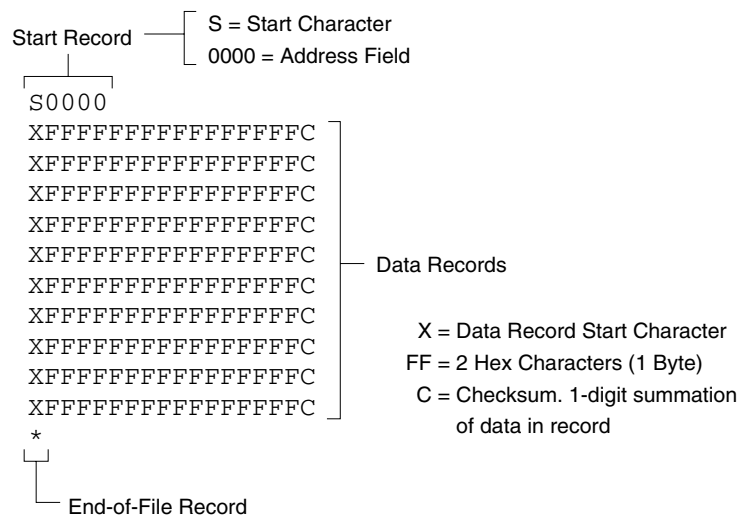 Start Record
S = Start Character
0000 = Address Field
S0000
XFFFFFFFFFFFFFFFFC
XFFFFFFFFFFFFFFFFC
XFFFFFFFFFFFFFFFFC
XFFFFFFFFFFFFFFFFC
XFFFFFFFFFFFFFFFFC
XFFFFFFFFFFFFFFFFC
XFFFFFFFFFFFFFFFFC
XFFFFFFFFFFFFFFFFC
XFFFFFFFFFFFFFFFFC
XFFFFFFFFFFFFFFFFC
Data Records
X = Data Record Start Character
FF = 2 Hex Characters (1 Byte)
C = Checksum. 1-digit summation
of data in record
*
End-of-File Record